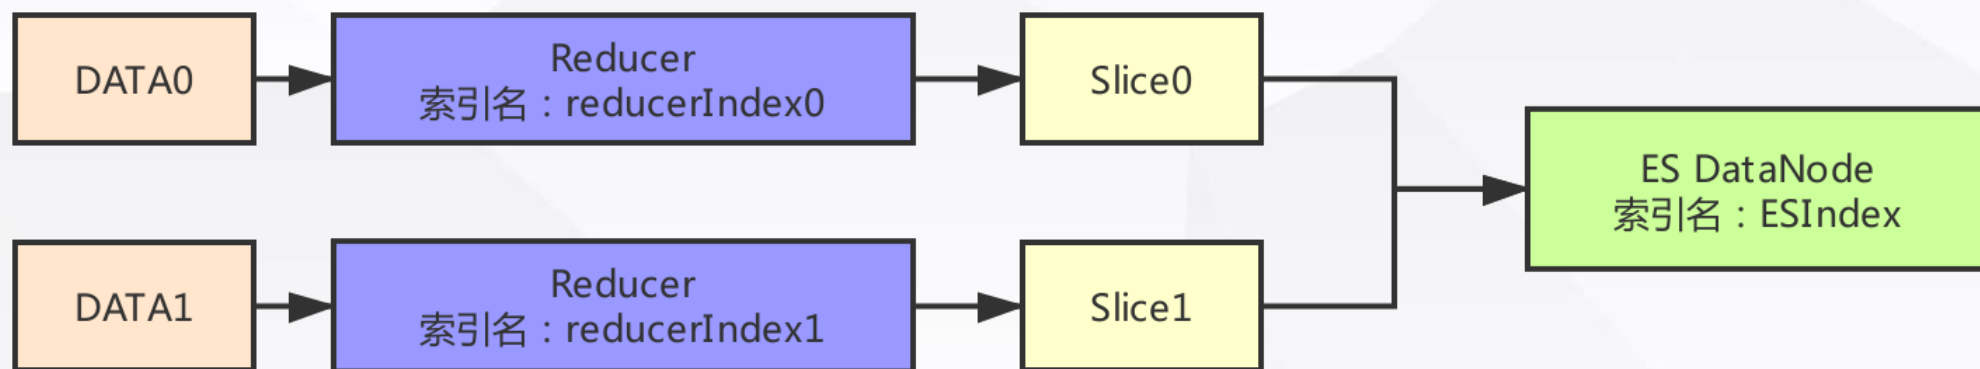 DATA0
Reducer
索引名：reducerIndex0
Slice0
ES DataNode
索引名：ESIndex
DATA1
Reducer
索引名：reducerIndex1
Slice1